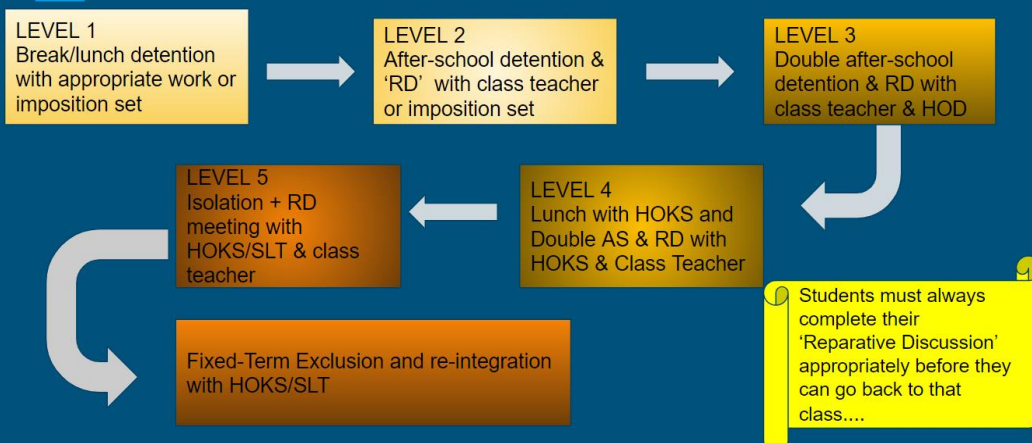 LEVEL 1
Break/lunch detention
with appropriate work or
imposition set
LEVEL 2
After-school detention &
‘RD’ with class teacher
or imposition set
LEVEL 3
Double after-school
detention & RD with
class teacher & HOD
LEVEL 4
Lunch with HOKS and
Double AS & RD with
HOKS & Class Teacher
LEVEL 5
Isolation + RD
meeting with
HOKS/SLT & class
teacher
Fixed-Term Exclusion and re-integration
with HOKS/SLT
Students must always
complete their
‘Reparative Discussion’
appropriately before they
can go back to that
class....